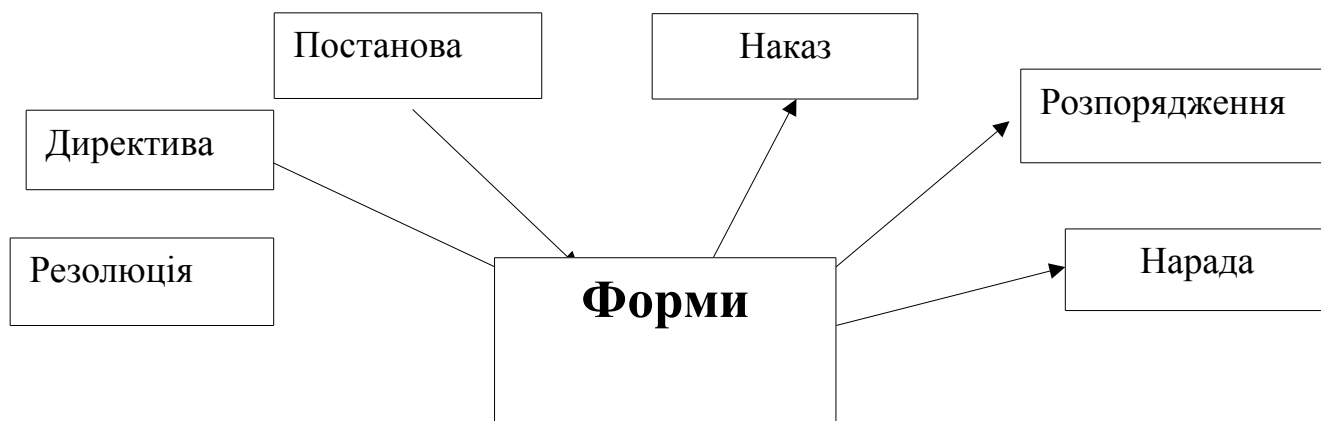 Постанова
Наказ
Розпорядження
Директива
Резолюція
Нарада
Форми